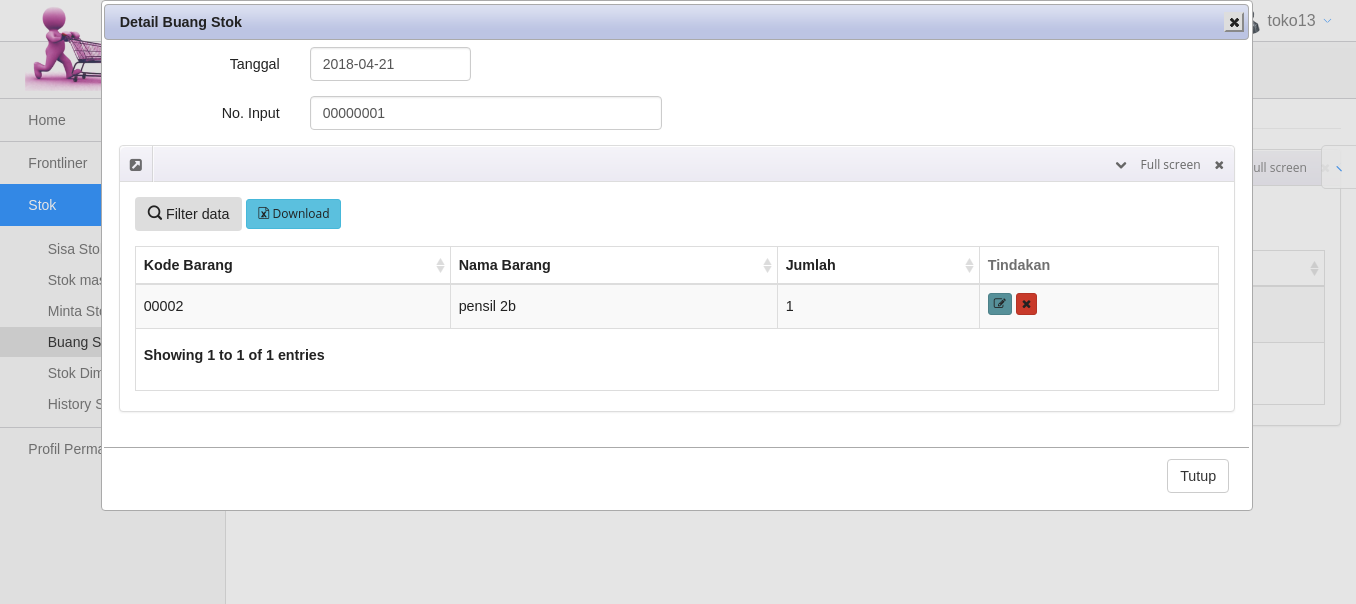 Detail Buang Stok
toko13
Tanggal 2018-04-21
No. Input 00000001
Home
Frontliner
Stok
Sisa Sto
Stok mas
Minta Sto
Buang S
Stok Dim
History S
Profil Perma
Full screen
ull screen
Filter data Download
Kode Barang Nama Barang Jumlah Tindakan
00002 pensil 2b 1
Showing 1 to 1 of 1 entries
Tutup